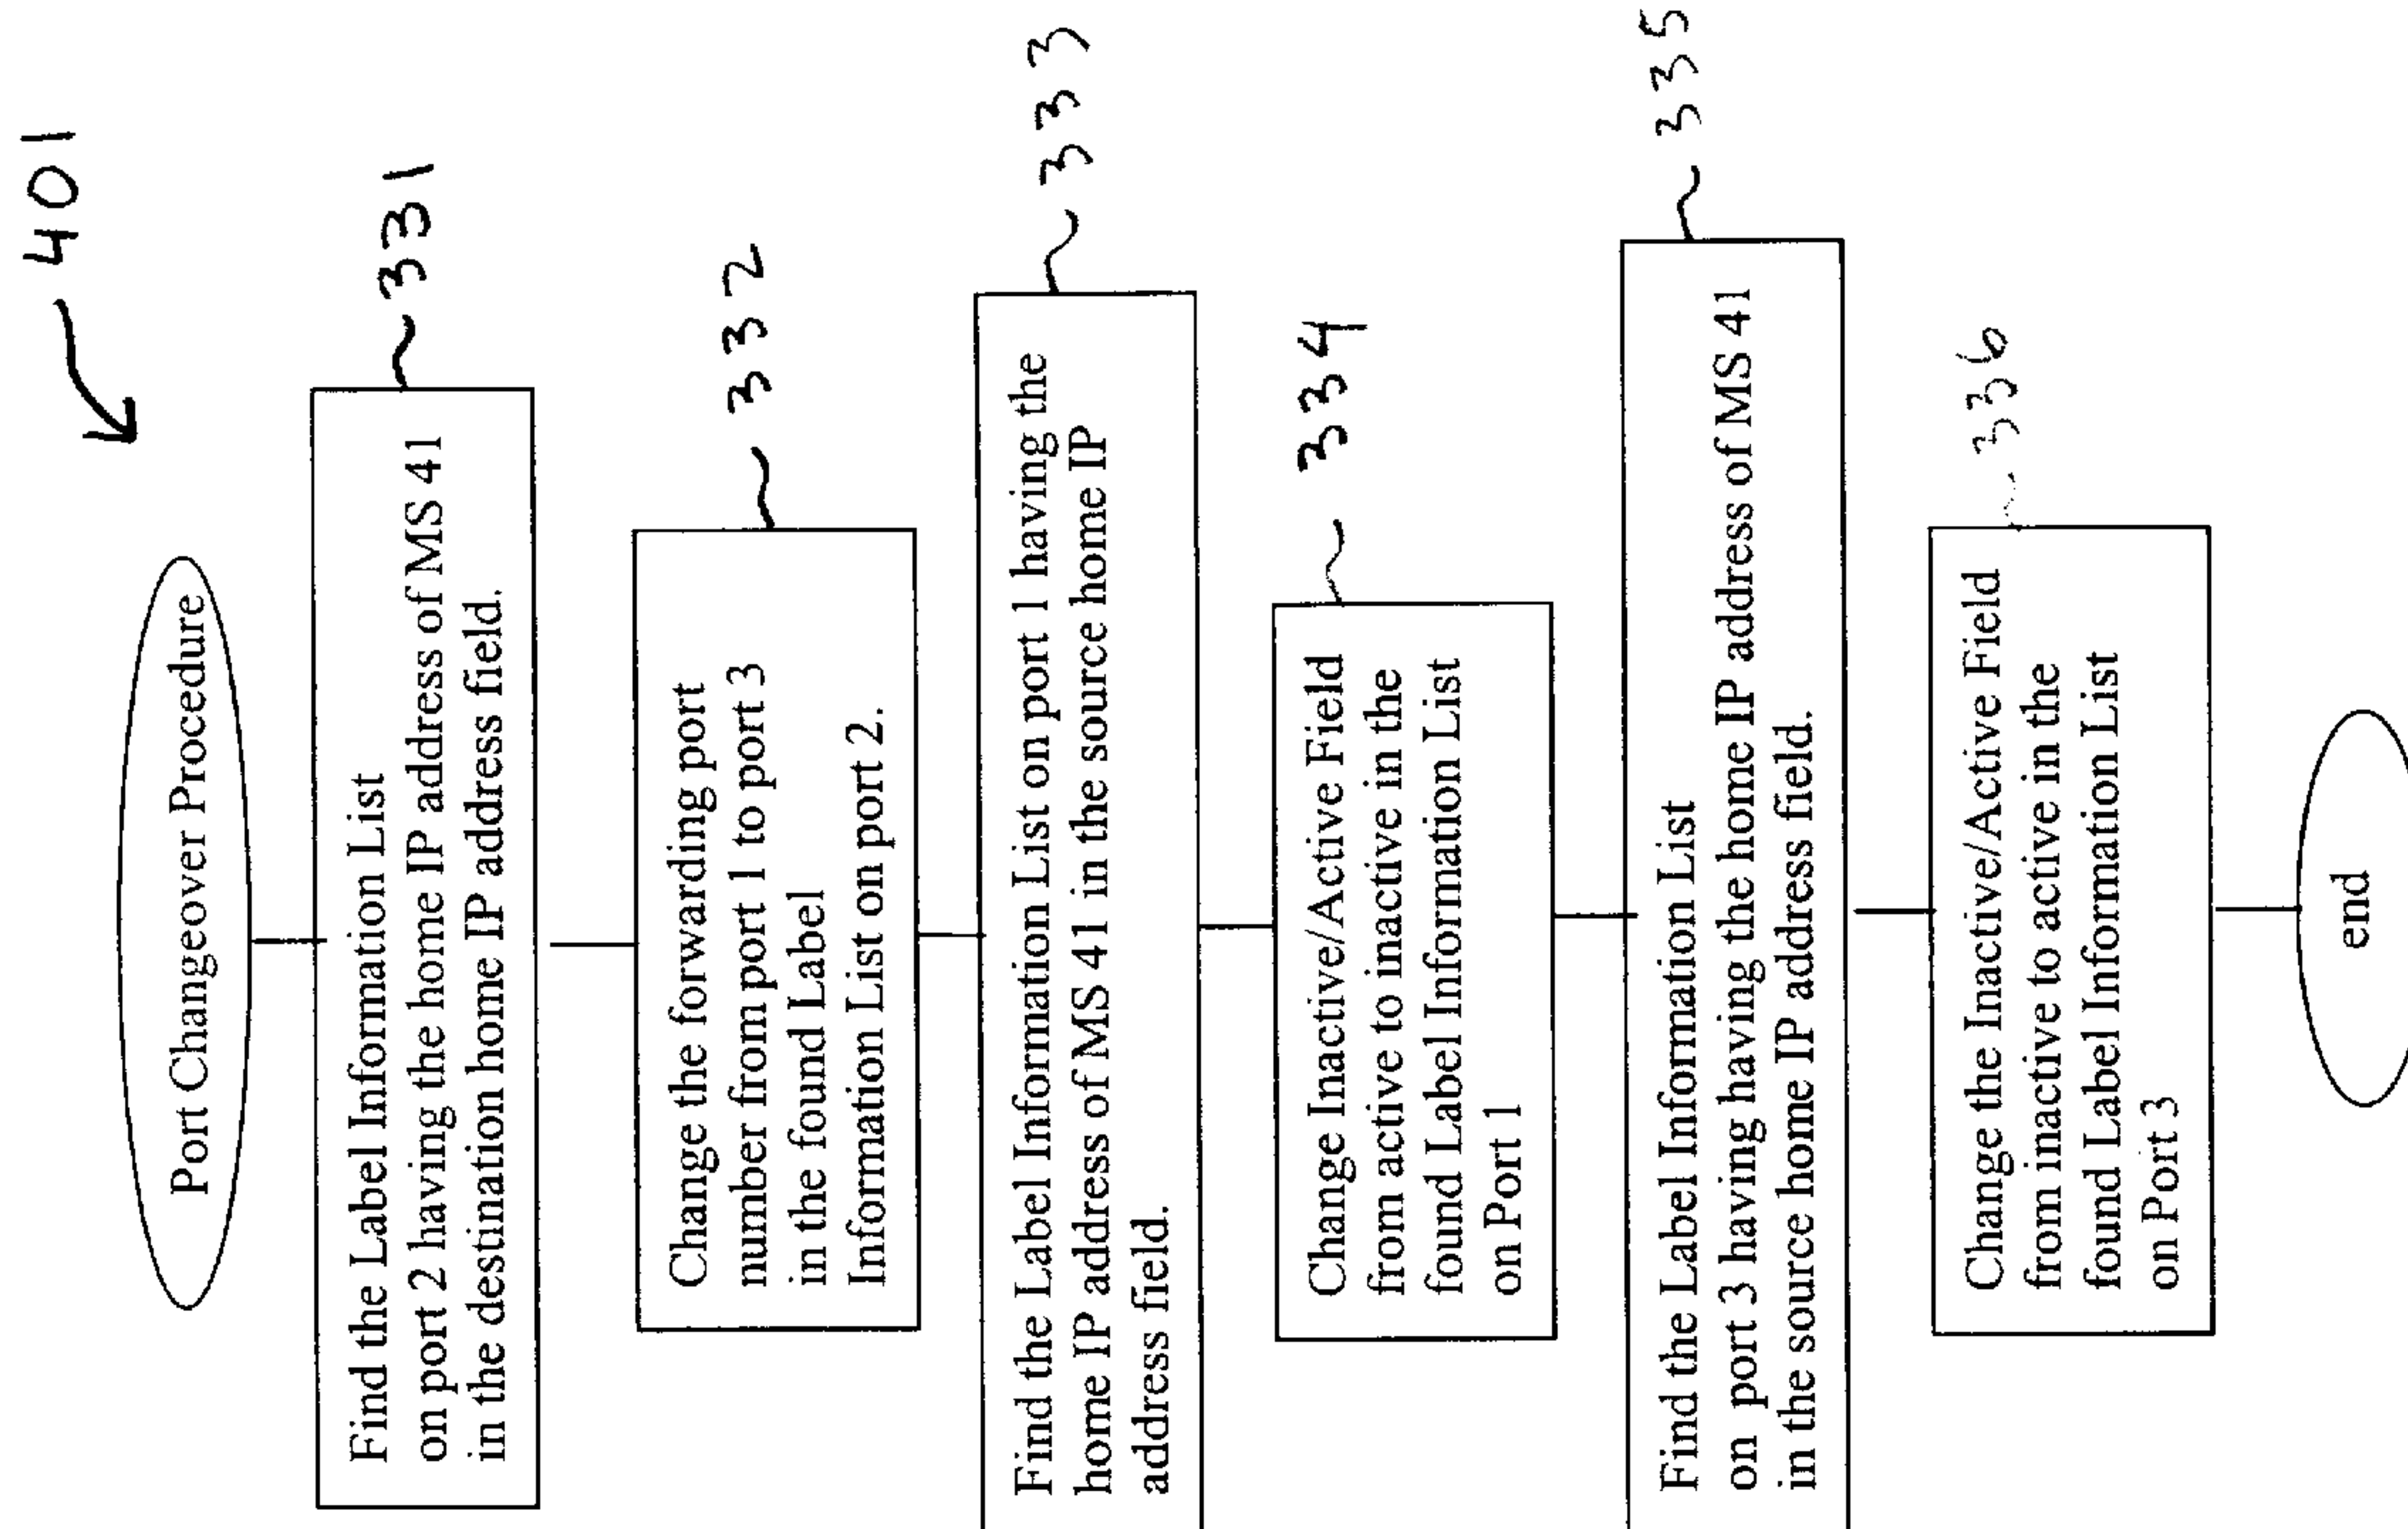 401
Port Changeover Procedure
Find the Label Information List
on port 2 having the home IP address of MS 41
in the destination home IP address field.
331
Change the forwarding port
number from port 1 to port 3
in the found Label
Information List on port 2.
332
Find the Label Information List on port 1 having the
home IP address of MS 41 in the source home IP
address field.
333
Change Inactive/Active Field
from active to inactive in the
found Label Information List
on Port 1
334
Find the Label Information List
on port 3 having having the home IP address of MS 41
in the source home IP address field.
335
Change the Inactive/Active Field
from inactive to active in the
found Label Information List
on Port 3
336
end